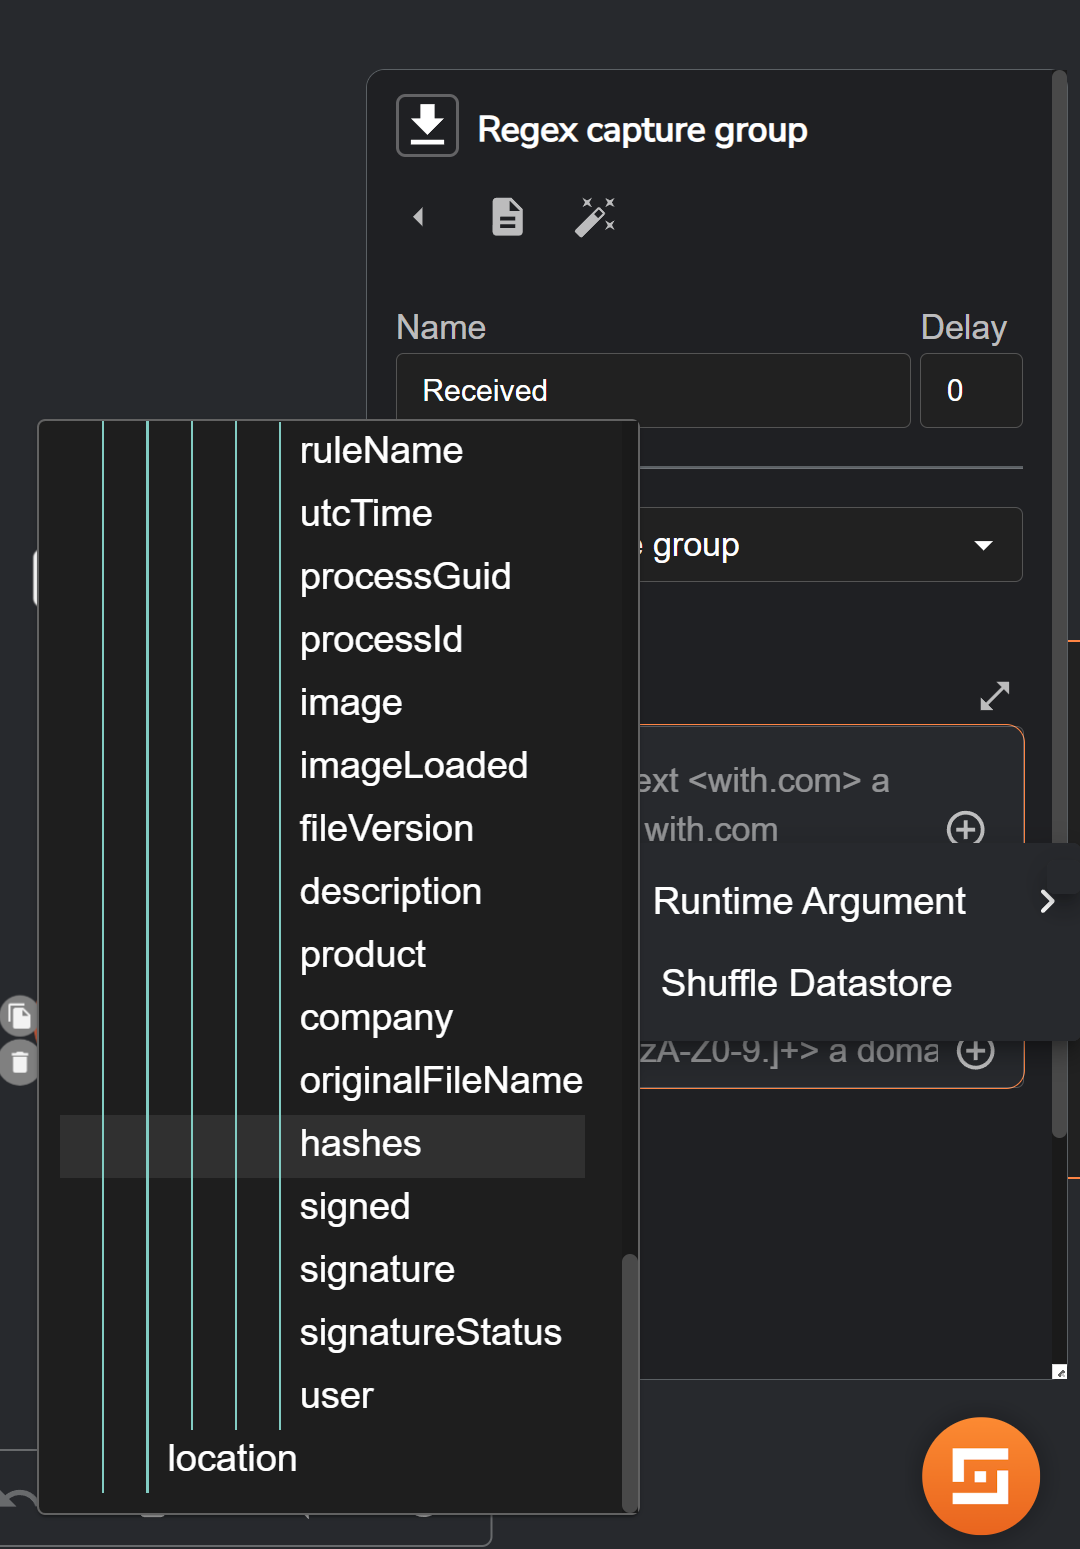 Regex capture group
Name
Delay
Received
0
group
ext <with.com> a
with.com
Runtime Argument
Shuffle Datastore
zA-Z0-9.]+> a doma
ruleName
utcTime
processGuid
processId
image
imageLoaded
fileVersion
description
product
company
originalFileName
hashes
signed
signature
signatureStatus
user
location